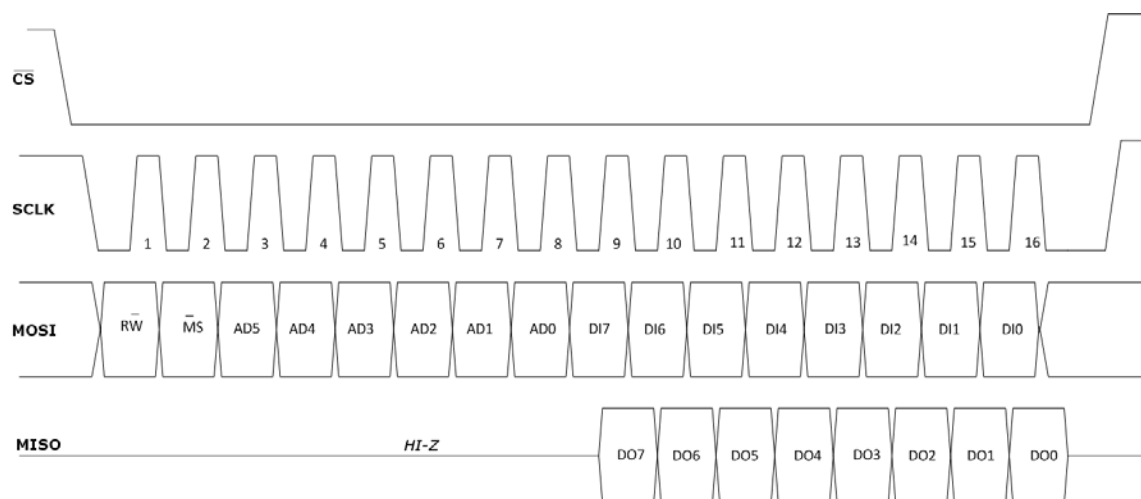 C̅S̅
SCLK
1 2 3 4 5 6 7 8 9 10 11 12 13 14 15 16
MOSI RW̅ M̅S AD5 AD4 AD3 AD2 AD1 AD0 DI7 DI6 DI5 DI4 DI3 DI2 DI1 DI0
MISO HI-Z DO7 DO6 DO5 DO4 DO3 DO2 DO1 DO0